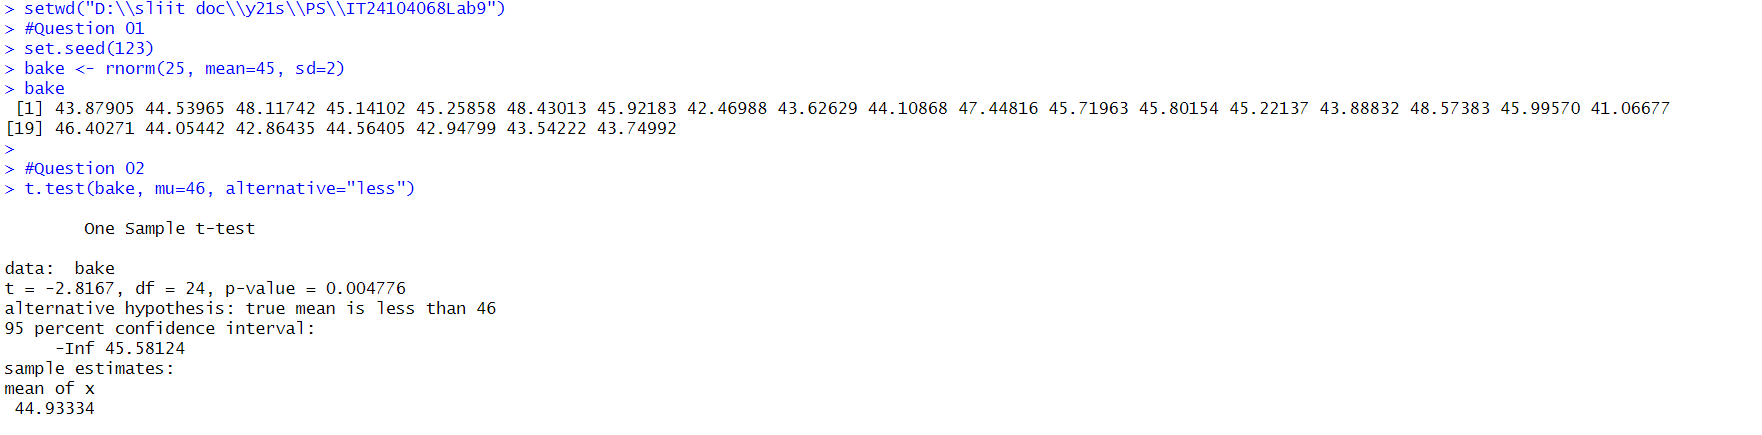 > setwd("D:\\sliit doc\\y21s\\PS\\IT24104068Lab9")
> #Question 01
> set.seed(123)
> bake <- rnorm(25, mean=45, sd=2)
> bake
 [1] 43.87905 44.53965 48.11742 45.14102 45.25858 48.43013 45.92183 42.46988 43.62629 44.10868 47.44816 45.71963 45.80154 45.22137 43.88832 48.57383 45.99570 41.06677
[19] 46.40271 44.05442 42.86435 44.56405 42.94799 43.54222 43.74992
>
> #Question 02
> t.test(bake, mu=46, alternative="less")
        One Sample t-test
data:  bake
t = -2.8167, df = 24, p-value = 0.004776
alternative hypothesis: true mean is less than 46
95 percent confidence interval:
     -Inf 45.58124
sample estimates:
mean of x
 44.93334